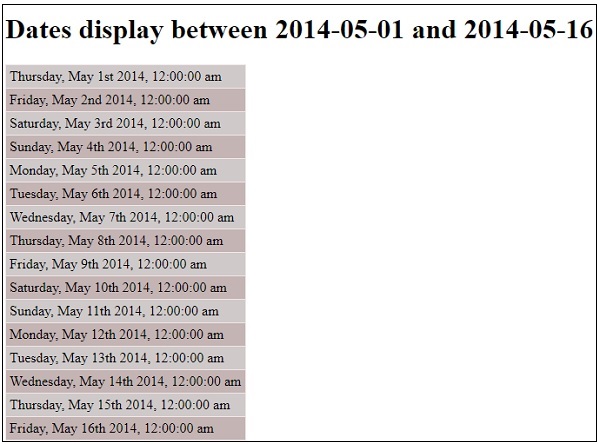 Dates display between 2014-05-01 and 2014-05-16
Thursday, May 1st 2014, 12:00:00 am
Friday, May 2nd 2014, 12:00:00 am
Saturday, May 3rd 2014, 12:00:00 am
Sunday, May 4th 2014, 12:00:00 am
Monday, May 5th 2014, 12:00:00 am
Tuesday, May 6th 2014, 12:00:00 am
Wednesday, May 7th 2014, 12:00:00 am
Thursday, May 8th 2014, 12:00:00 am
Friday, May 9th 2014, 12:00:00 am
Saturday, May 10th 2014, 12:00:00 am
Sunday, May 11th 2014, 12:00:00 am
Monday, May 12th 2014, 12:00:00 am
Tuesday, May 13th 2014, 12:00:00 am
Wednesday, May 14th 2014, 12:00:00 am
Thursday, May 15th 2014, 12:00:00 am
Friday, May 16th 2014, 12:00:00 am